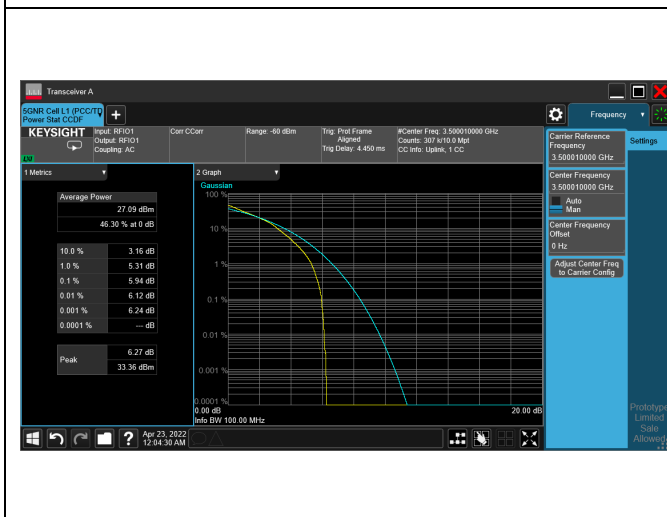 Transceiver A
5GNR Cell L1 (PCC/TD
Power Stat CCDF
Frequency
KEYSIGHT
Input: RFIO1
Output: RFIO1
Coupling: AC
Corr CCorr
Range: -60 dBm
Trig: Prot Frame
Aligned
Trig Delay: 4.450 ms
#Center Freq: 3.500010000 GHz
Counts: 307 k/10.0 Mpt
CC Info: Uplink, 1 CC
1 Metrics
Average Power
27.09 dBm
46.30 % at 0 dB
10.0 % 3.16 dB
1.0 % 5.31 dB
0.1 % 5.94 dB
0.01 % 6.12 dB
0.001 % 6.24 dB
0.0001 % --- dB
Peak
6.27 dB
33.36 dBm
2 Graph
Gaussian
100 %
10 %
1 %
0.1 %
0.01 %
0.001 %
0.0001 %
0.00 dB 20.00 dB
Info BW 100.00 MHz
Carrier Reference
Frequency
3.500010000 GHz
Center Frequency
3.500010000 GHz
Auto
Man
Center Frequency
Offset
0 Hz
Adjust Center Freq
to Carrier Config
Settings
Prototype
Limited
Sale
Allowed
Apr 23, 2022
12:04:30 AM